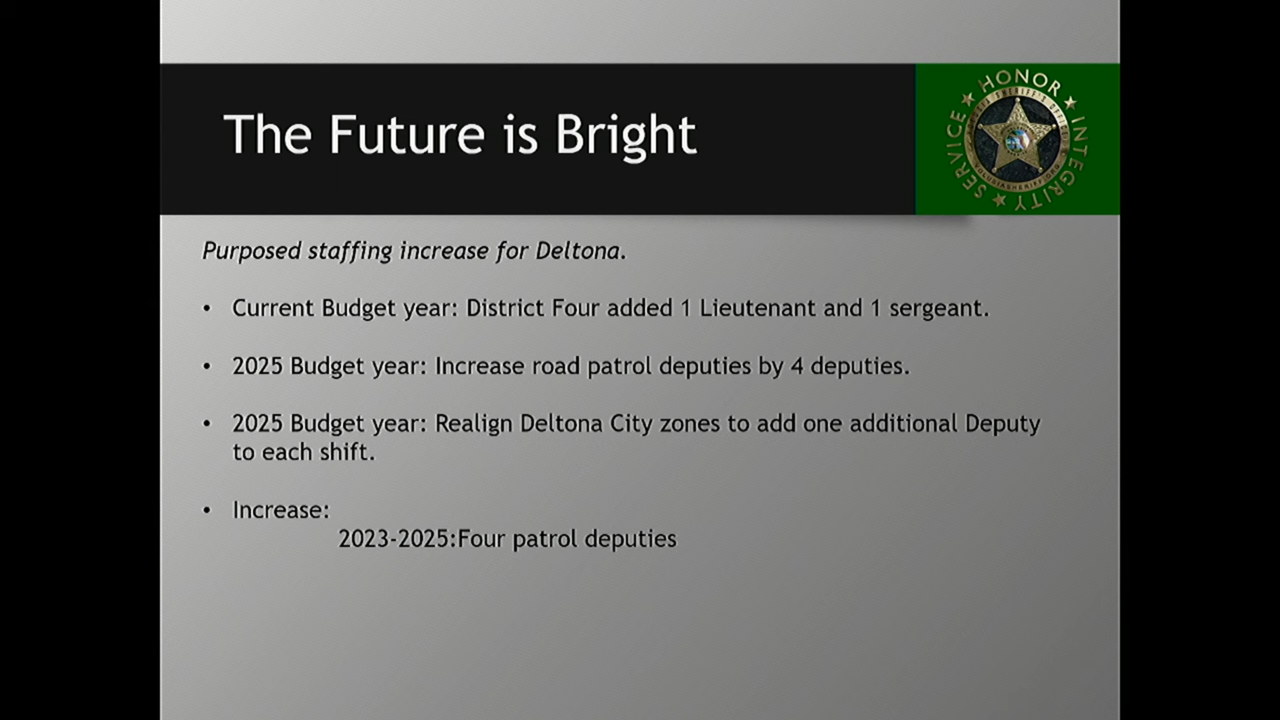 The Future is Bright
HONOR
INTEGRITY
SERVICE
VOLUSIASHERIFF.ORG
Purposed staffing increase for Deltona.
• Current Budget year: District Four added 1 Lieutenant and 1 sergeant.
• 2025 Budget year: Increase road patrol deputies by 4 deputies.
• 2025 Budget year: Realign Deltona City zones to add one additional Deputy
to each shift.
• Increase:
2023-2025:Four patrol deputies